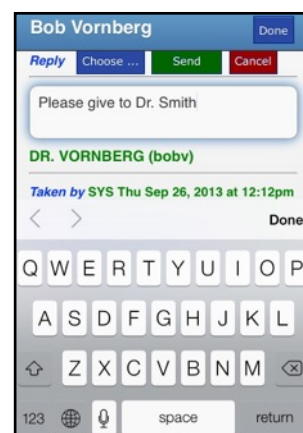 Bob Vornberg Done
Reply Choose ... Send Cancel
Please give to Dr. Smith
DR. VORNBERG (bobv)
Taken by SYS Thu Sep 26, 2013 at 12:12pm
Done
Q W E R T Y U I O P
A S D F G H J K L
Z X C V B N M
123 space return